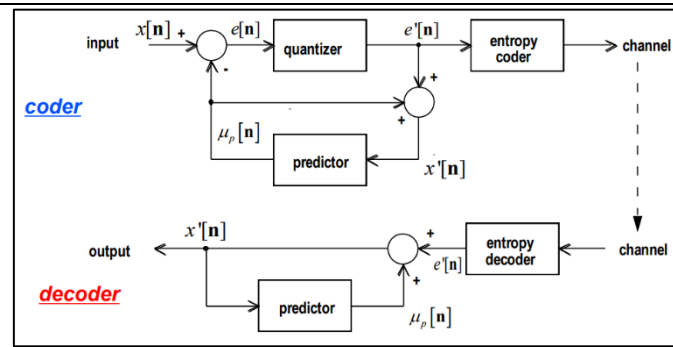 input x[n] + e[n] quantizer e'[n] entropy coder channel
-
+
coder +
μp[n] predictor x'[n]
output x'[n] + e'[n] entropy decoder channel
+
decoder predictor μp[n]